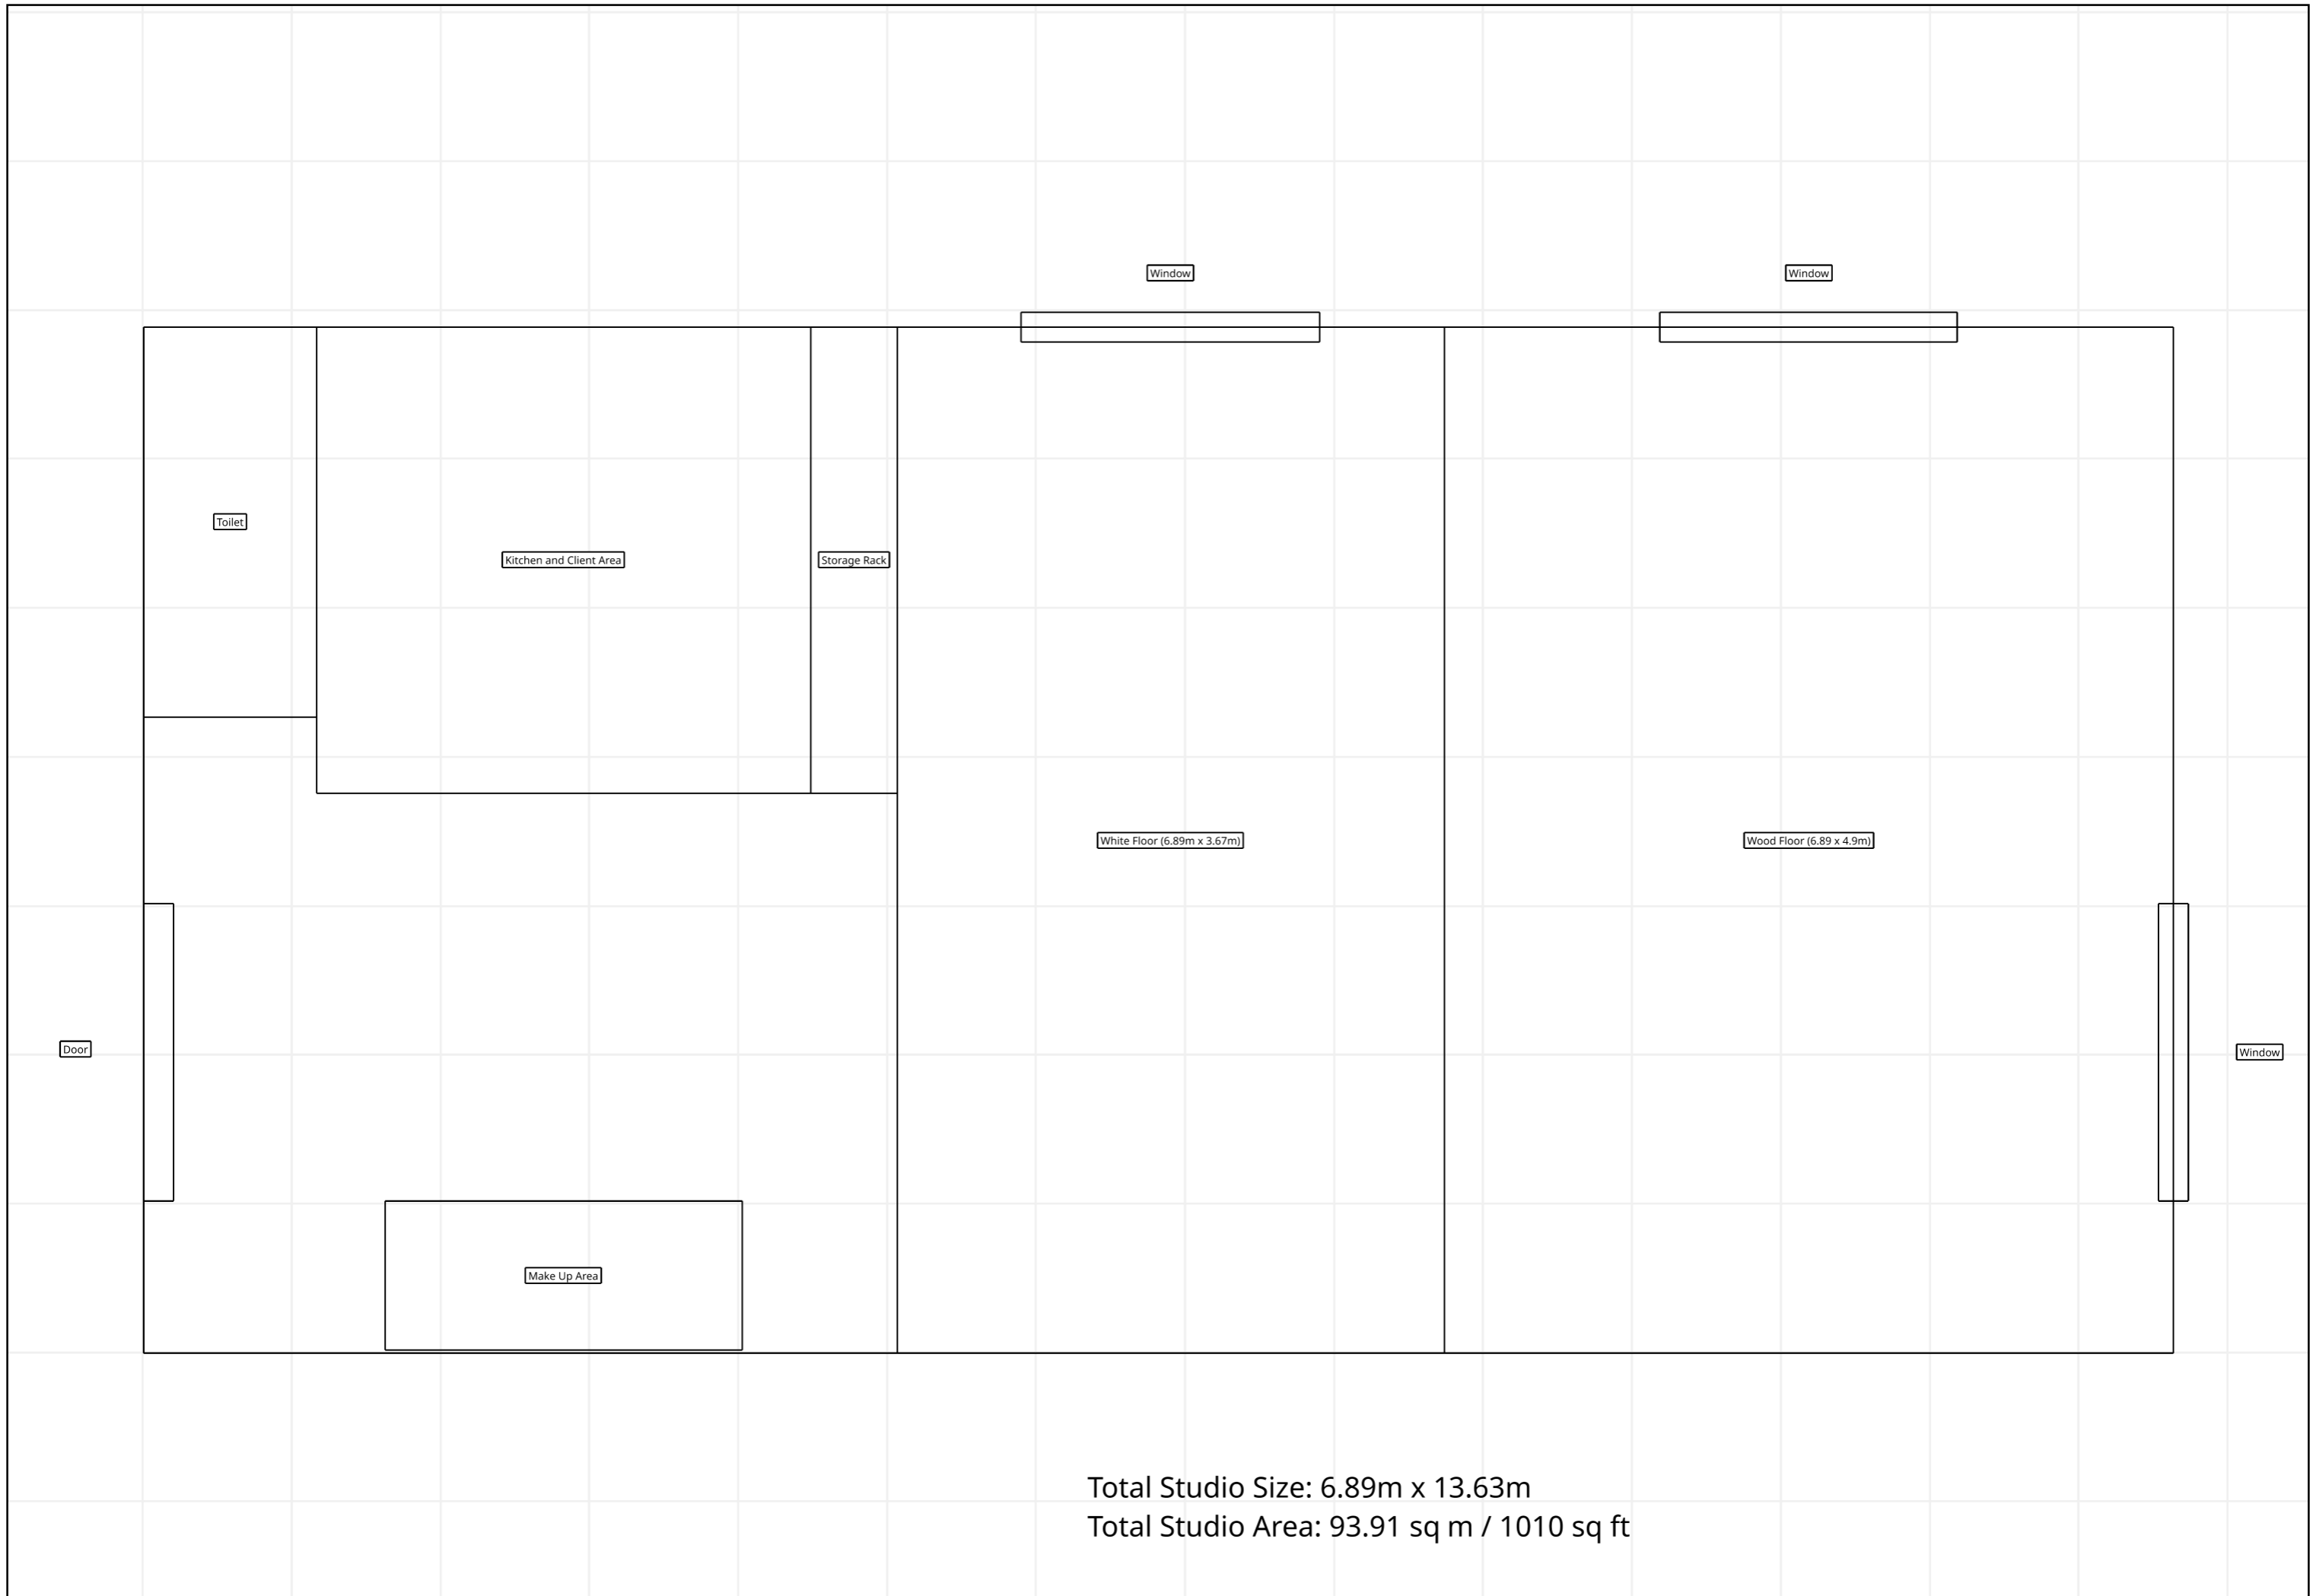 Window
Window
Toilet
Kitchen and Client Area
Storage Rack
White Floor (6.89m x 3.67m)
Wood Floor (6.89 x 4.9m)
Door
Window
Make Up Area
Total Studio Size: 6.89m x 13.63m
Total Studio Area: 93.91 sq m / 1010 sq ft